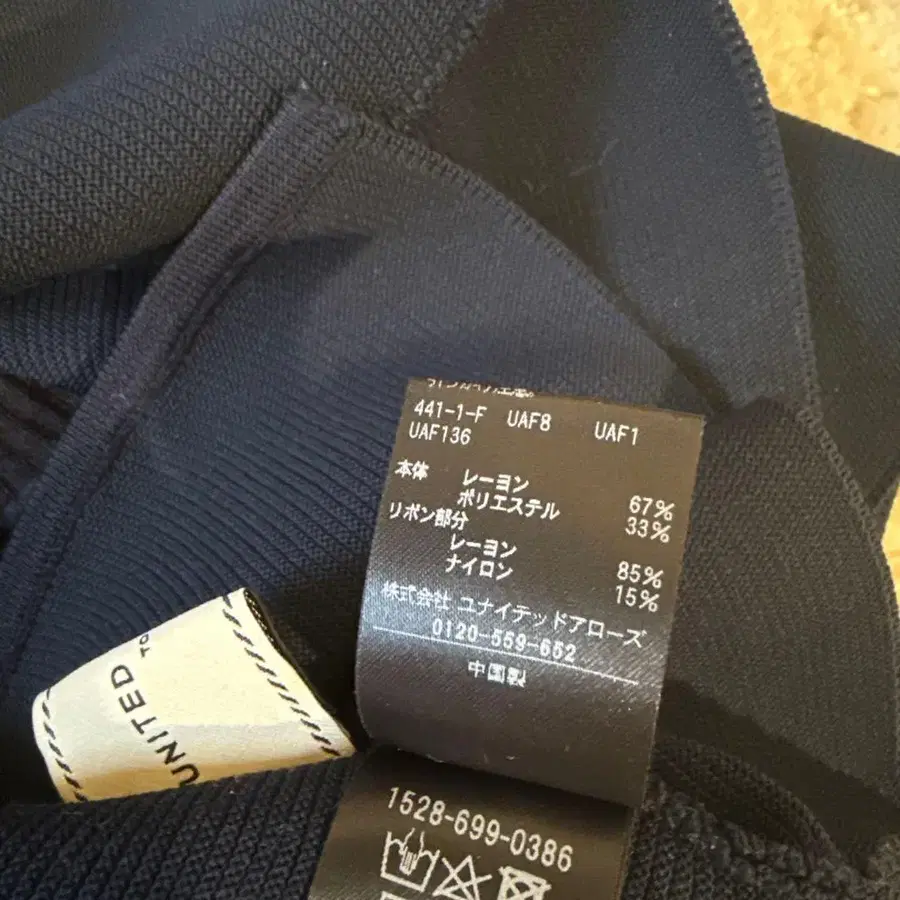 441-1-F UAF8 UAF1
UAF136
本体 レーヨン 67%
ポリエステル 33%
リボン部分
レーヨン 85%
ナイロン 15%
株式会社 ユナイテッドアローズ
0120-559-652
中国製
UNITED
TO
1528-699-0386